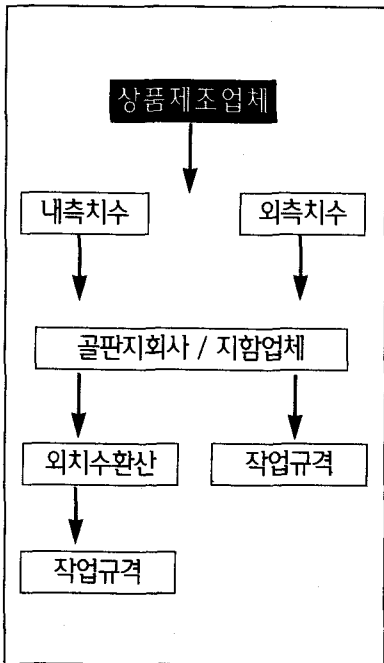 상품제조업체
내측치수 외측치수
골판지회사 / 지함업체
외치수환산 작업규격
작업규격